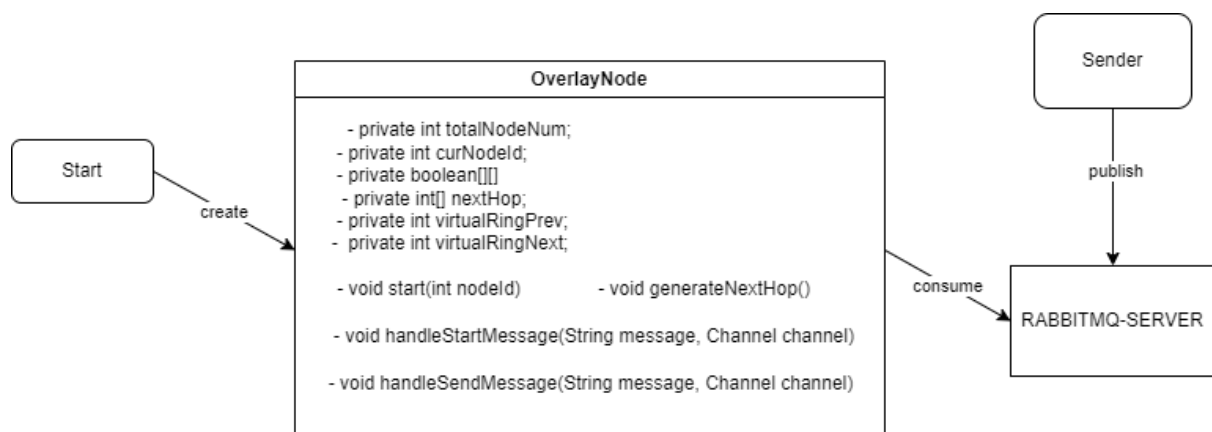 Start
create
OverlayNode
- private int totalNodeNum;
- private int curNodeId;
- private boolean[][]
- private int[] nextHop;
- private int virtualRingPrev;
- private int virtualRingNext;
- void start(int nodeId) - void generateNextHop()
- void handleStartMessage(String message, Channel channel)
- void handleSendMessage(String message, Channel channel)
consume
Sender
publish
RABBITMQ-SERVER